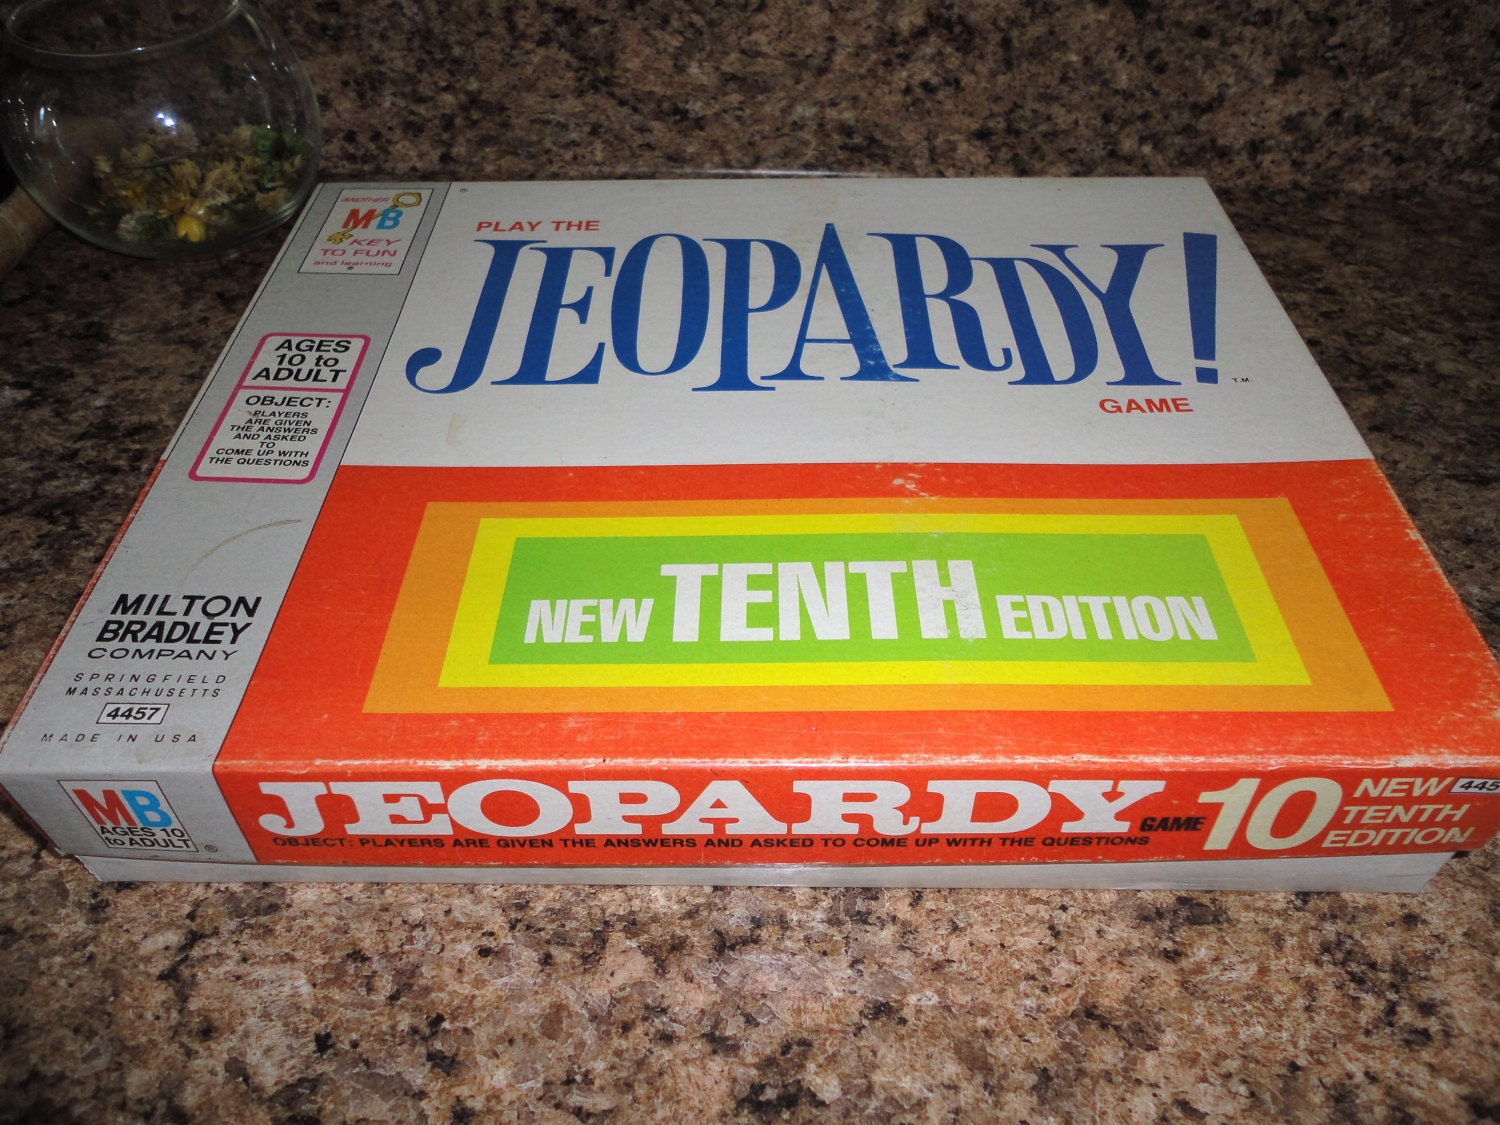 ANOTHER
MB
KEY
TO FUN
and learning
®
®
PLAY THE
JEOPARDY!
T.M.
GAME
AGES
10 to
ADULT
OBJECT:
PLAYERS
ARE GIVEN
THE ANSWERS
AND ASKED
TO
COME UP WITH
THE QUESTIONS
NEW TENTH EDITION
MILTON
BRADLEY
COMPANY
SPRINGFIELD
MASSACHUSETTS
4457
MADE IN USA
MB
AGES 10
to ADULT
®
JEOPARDY GAME
OBJECT: PLAYERS ARE GIVEN THE ANSWERS AND ASKED TO COME UP WITH THE QUESTIONS
10
NEW 445
TENTH
EDITION